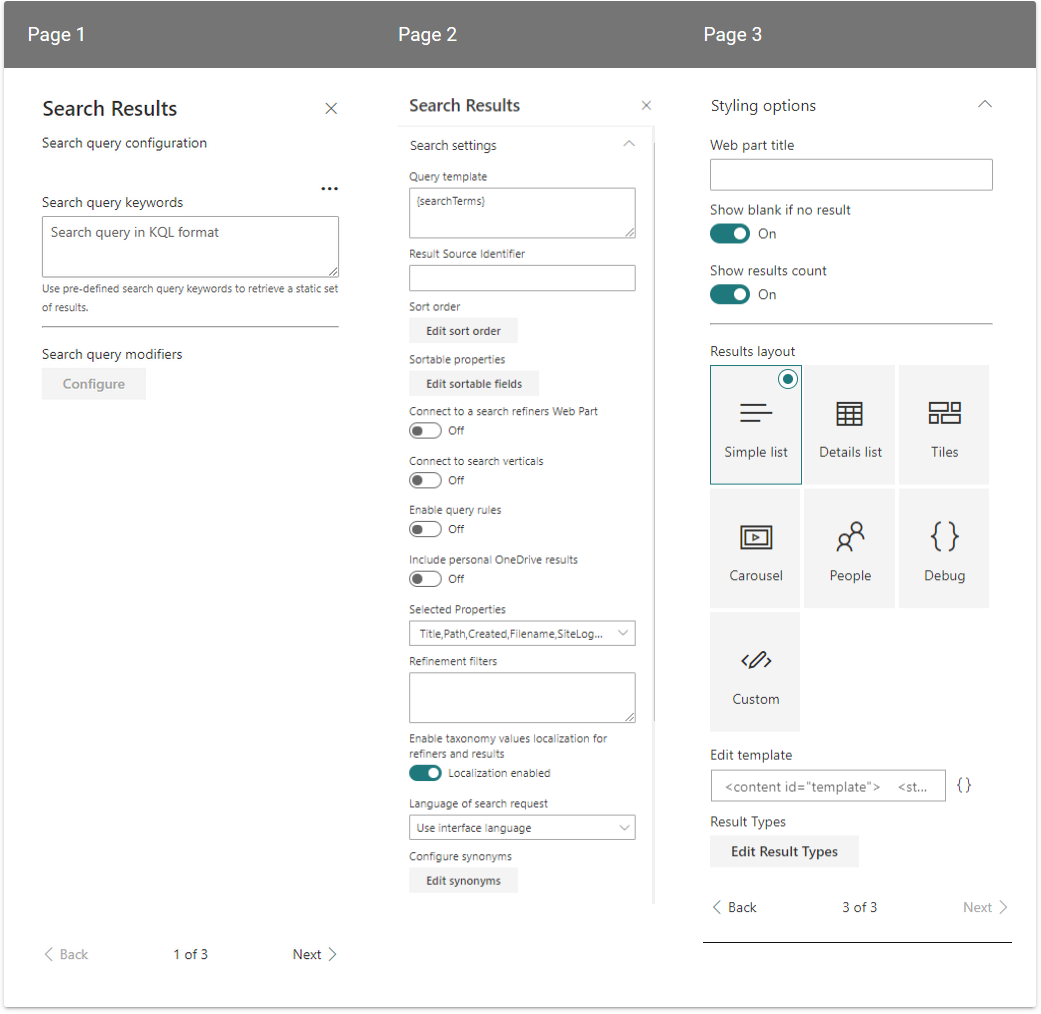 Page 1
Page 2
Page 3
Search Results
Search query configuration
Search query keywords
Search query in KQL format
Use pre-defined search query keywords to retrieve a static set
of results.
Search query modifiers
Configure
Back
1 of 3
Next
Search Results
Search settings
Query template
{searchTerms}
Result Source Identifier
Sort order
Edit sort order
Sortable properties
Edit sortable fields
Connect to a search refiners Web Part
Off
Connect to search verticals
Off
Enable query rules
Off
Include personal OneDrive results
Off
Selected Properties
Title,Path,Created,Filename,SiteLog...
Refinement filters
Enable taxonomy values localization for
refiners and results
Localization enabled
Language of search request
Use interface language
Configure synonyms
Edit synonyms
Styling options
Web part title
Show blank if no result
On
Show results count
On
Results layout
Simple list
Details list
Tiles
Carousel
People
Debug
Custom
Edit template
<content id="template"> <st...
{}
Result Types
Edit Result Types
Back
3 of 3
Next